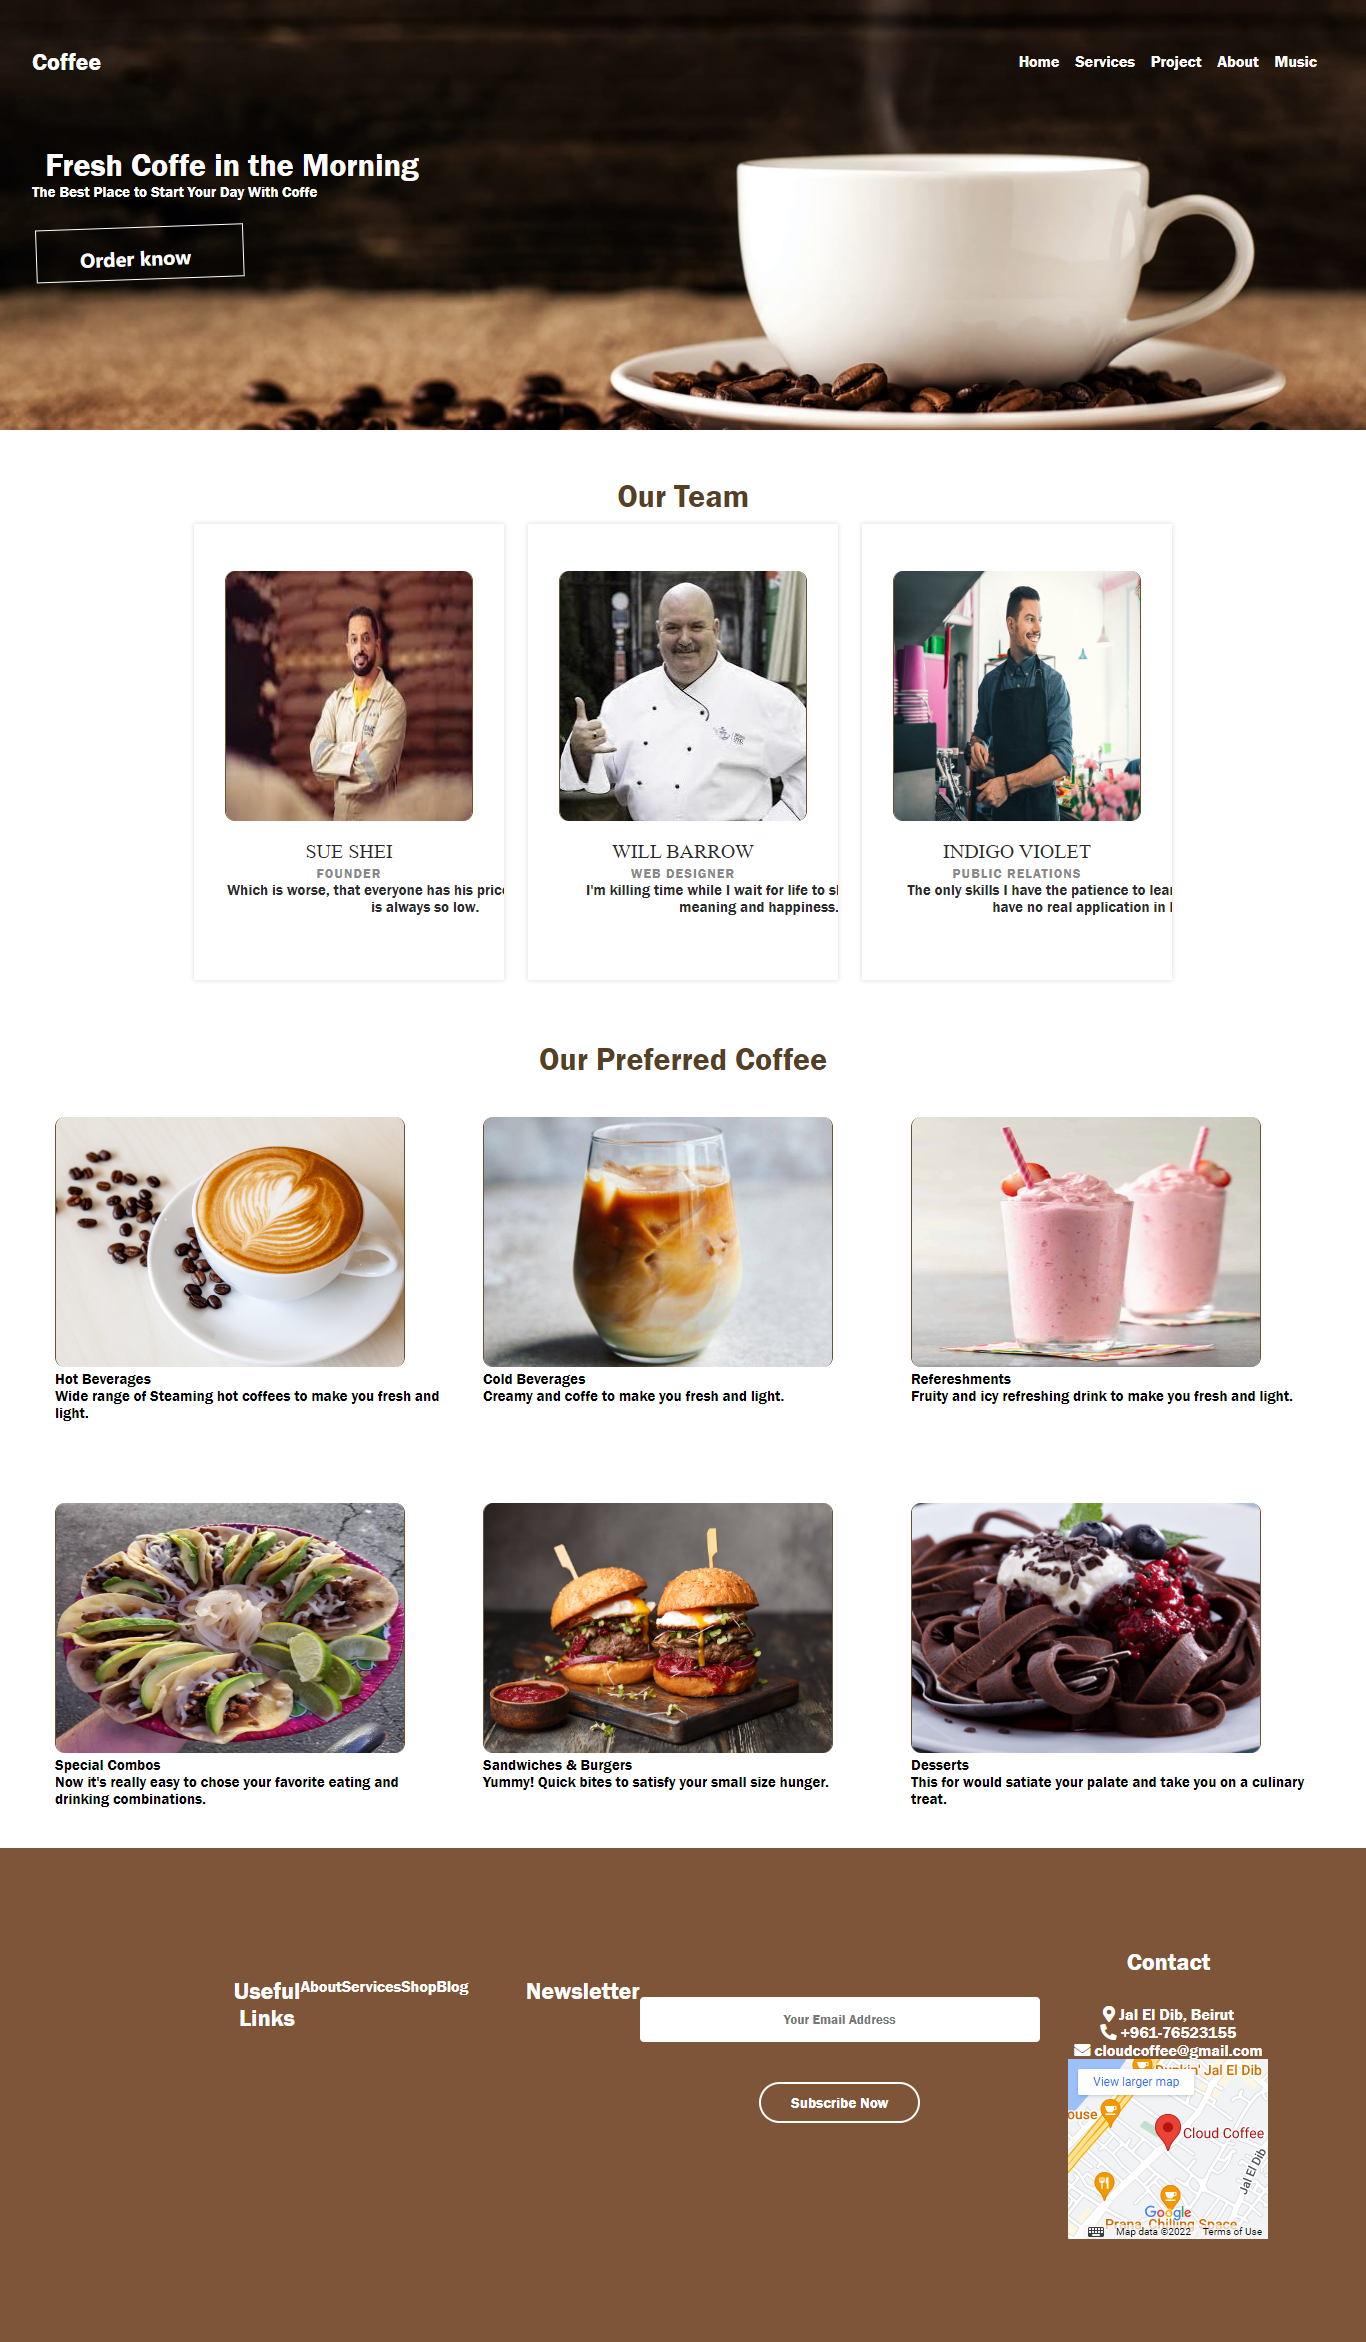 Coffee
Home Services Project About Music
Fresh Coffe in the Morning
The Best Place to Start Your Day With Coffe
Order know
Our Team
SUE SHEI
FOUNDER
Which is worse, that everyone has his price
is always so low.
WILL BARROW
WEB DESIGNER
I'm killing time while I wait for life to
meaning and happiness.
INDIGO VIOLET
PUBLIC RELATIONS
The only skills I have the patience to
have no real application in
Our Preferred Coffee
Hot Beverages
Wide range of Steaming hot coffees to make you fresh and
light.
Cold Beverages
Creamy and coffe to make you fresh and light.
Refereshments
Fruity and icy refreshing drink to make you fresh and light.
Special Combos
Now it's really easy to chose your favorite eating and
drinking combinations.
Sandwiches & Burgers
Yummy! Quick bites to satisfy your small size hunger.
Desserts
This for would satiate your palate and take you on a culinary
treat.
Useful
Links
AboutServicesShopBlog
Newsletter
Your Email Address
Subscribe Now
Contact
Jal El Dib, Beirut
+961-76523155
cloudcoffee@gmail.com
Dunkin' Jal El Dib
View larger map
ouse
Cloud Coffee
Jal El Dib
Google
Prana, Chilling Space
Map data ©2022 Terms of Use